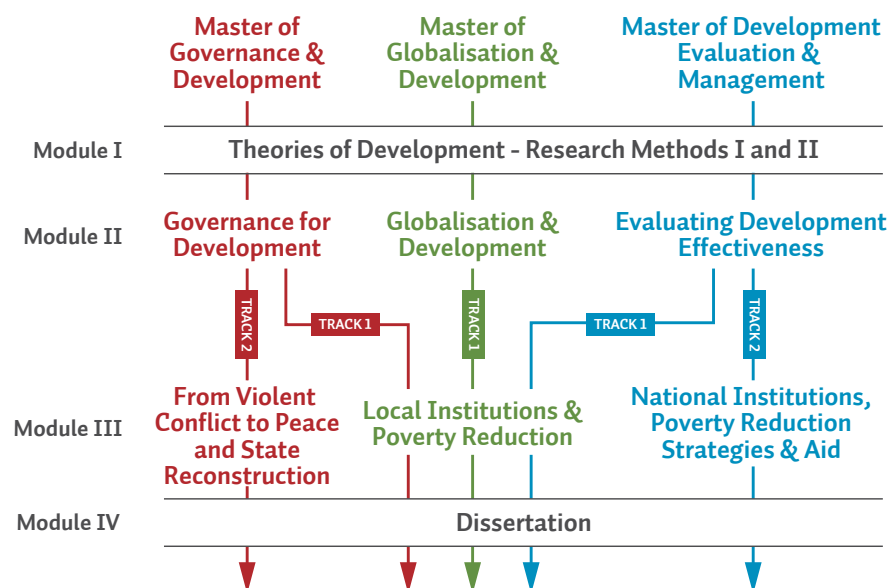 Master of
Governance &
Development
Master of
Globalisation &
Development
Master of Development
Evaluation &
Management
Module I
Theories of Development - Research Methods I and II
Module II
Governance for
Development
Globalisation &
Development
Evaluating Development
Effectiveness
TRACK 2
TRACK 1
TRACK 1
TRACK 1
TRACK 2
Module III
From Violent
Conflict to Peace
and State
Reconstruction
Local Institutions &
Poverty Reduction
National Institutions,
Poverty Reduction
Strategies & Aid
Module IV
Dissertation